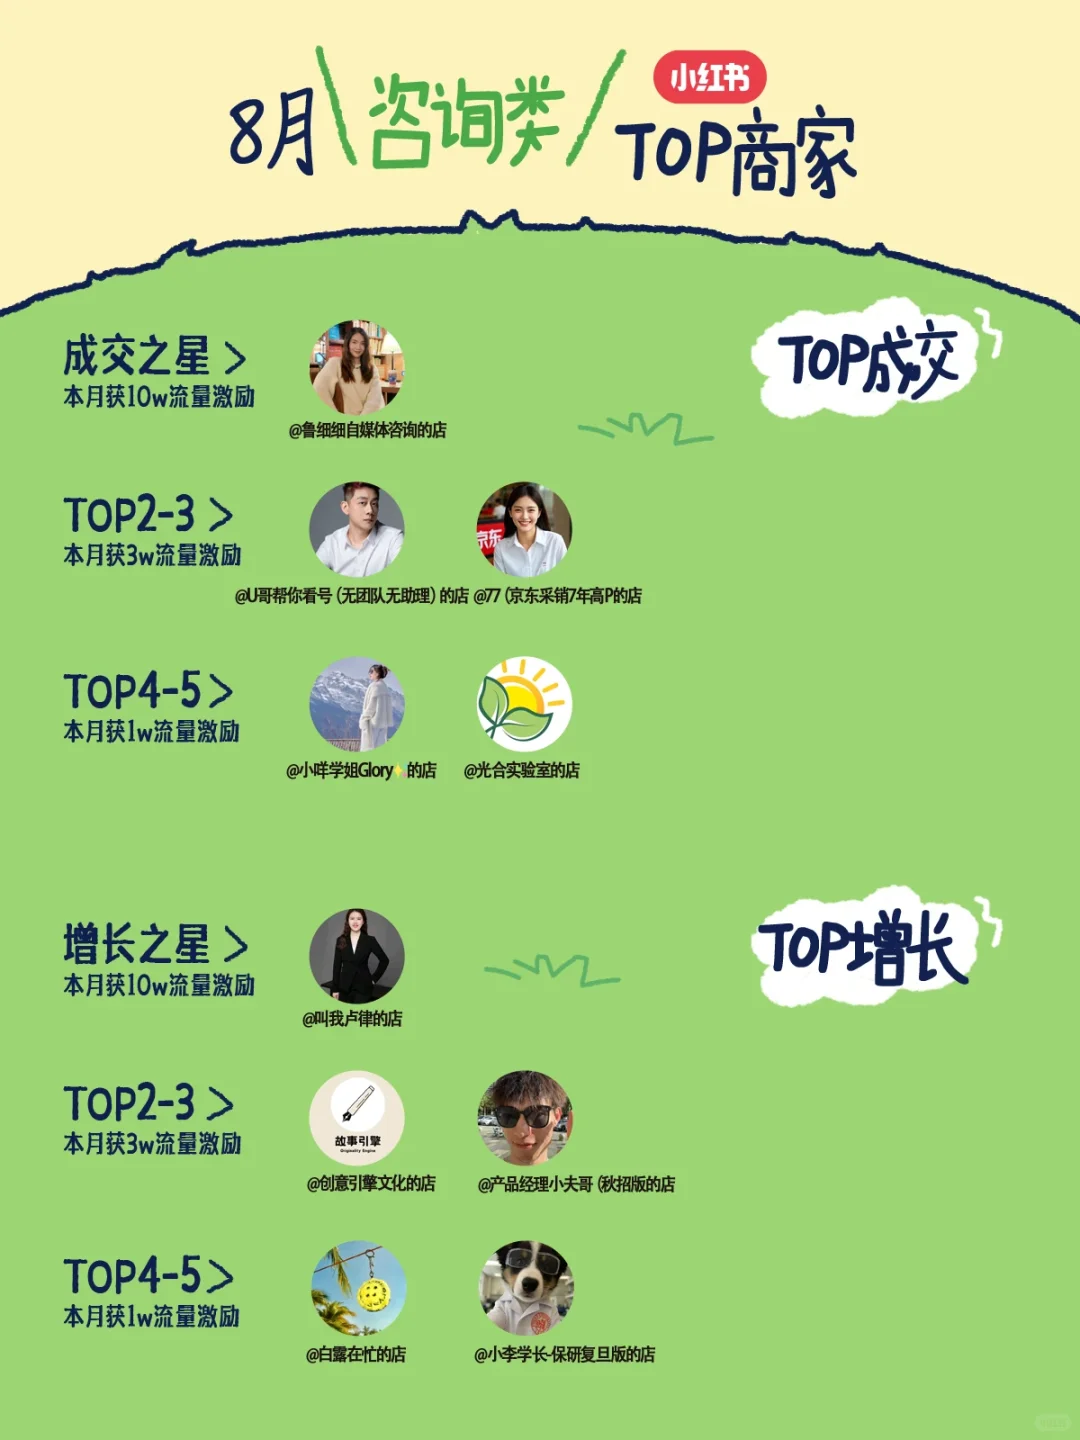 8月\咨询类/
小红书
TOP商家
成交之星 >
本月获10w流量激励
@鲁细细自媒体咨询的店
TOP成交
TOP2-3 >
本月获3w流量激励
京东
@U哥帮你看号 (无团队无助理) 的店
@77 (京东采销7年高P的店
TOP4-5 >
本月获1w流量激励
@小咩学姐Glory✨的店
@光合实验室的店
增长之星 >
本月获10w流量激励
@叫我卢律的店
TOP增长
TOP2-3 >
本月获3w流量激励
故事引擎
Originality Engine
@创意引擎文化的店
@产品经理小夫哥 (秋招版的店
TOP4-5 >
本月获1w流量激励
@白露在忙的店
@小李学长-保研复旦版的店